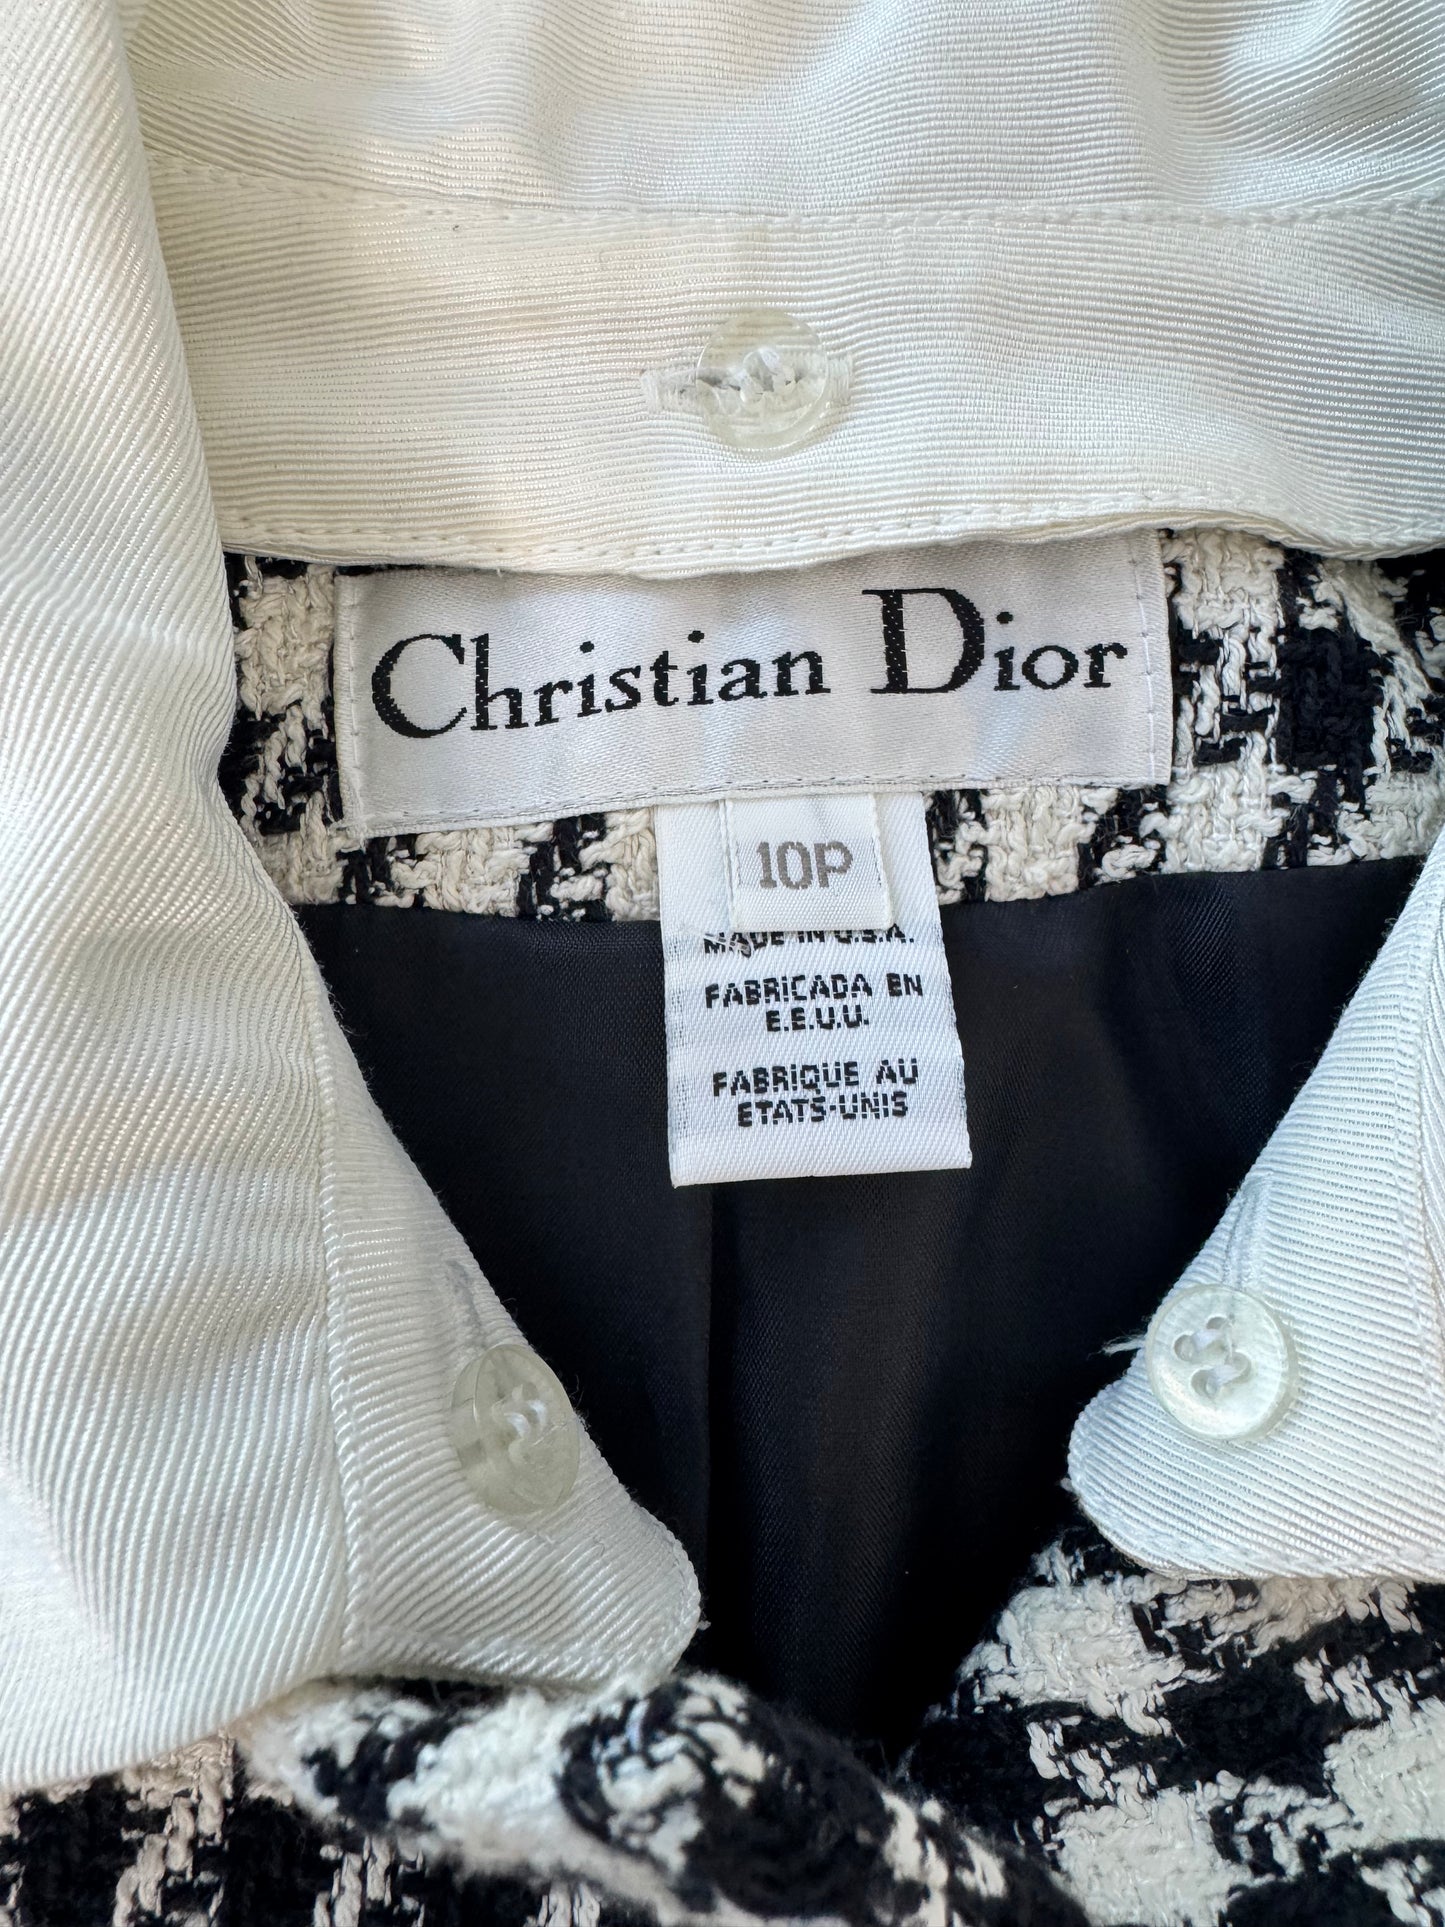 Christian Dior
10P
MADE IN U.S.A.
FABRICADA EN
E.E.U.U.
FABRIQUE AU
ETATS-UNIS